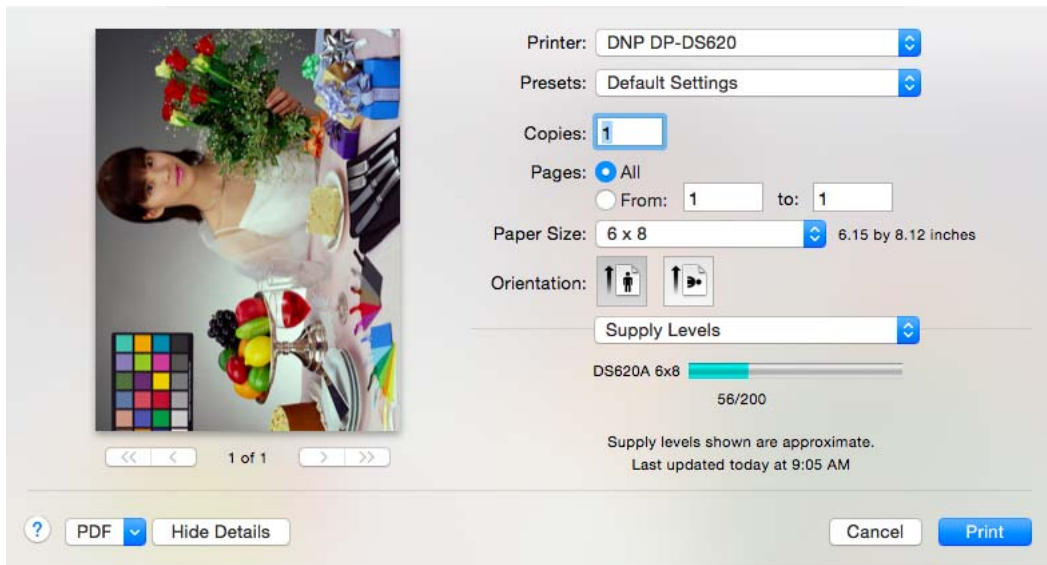 Printer: DNP DP-DS620
Presets: Default Settings
Copies: 1
Pages: All
From: 1 to: 1
Paper Size: 6 x 8 6.15 by 8.12 inches
Orientation:
Supply Levels
DS620A 6x8
56/200
Supply levels shown are approximate.
Last updated today at 9:05 AM
<< < 1 of 1 > >>
? PDF Hide Details Cancel Print